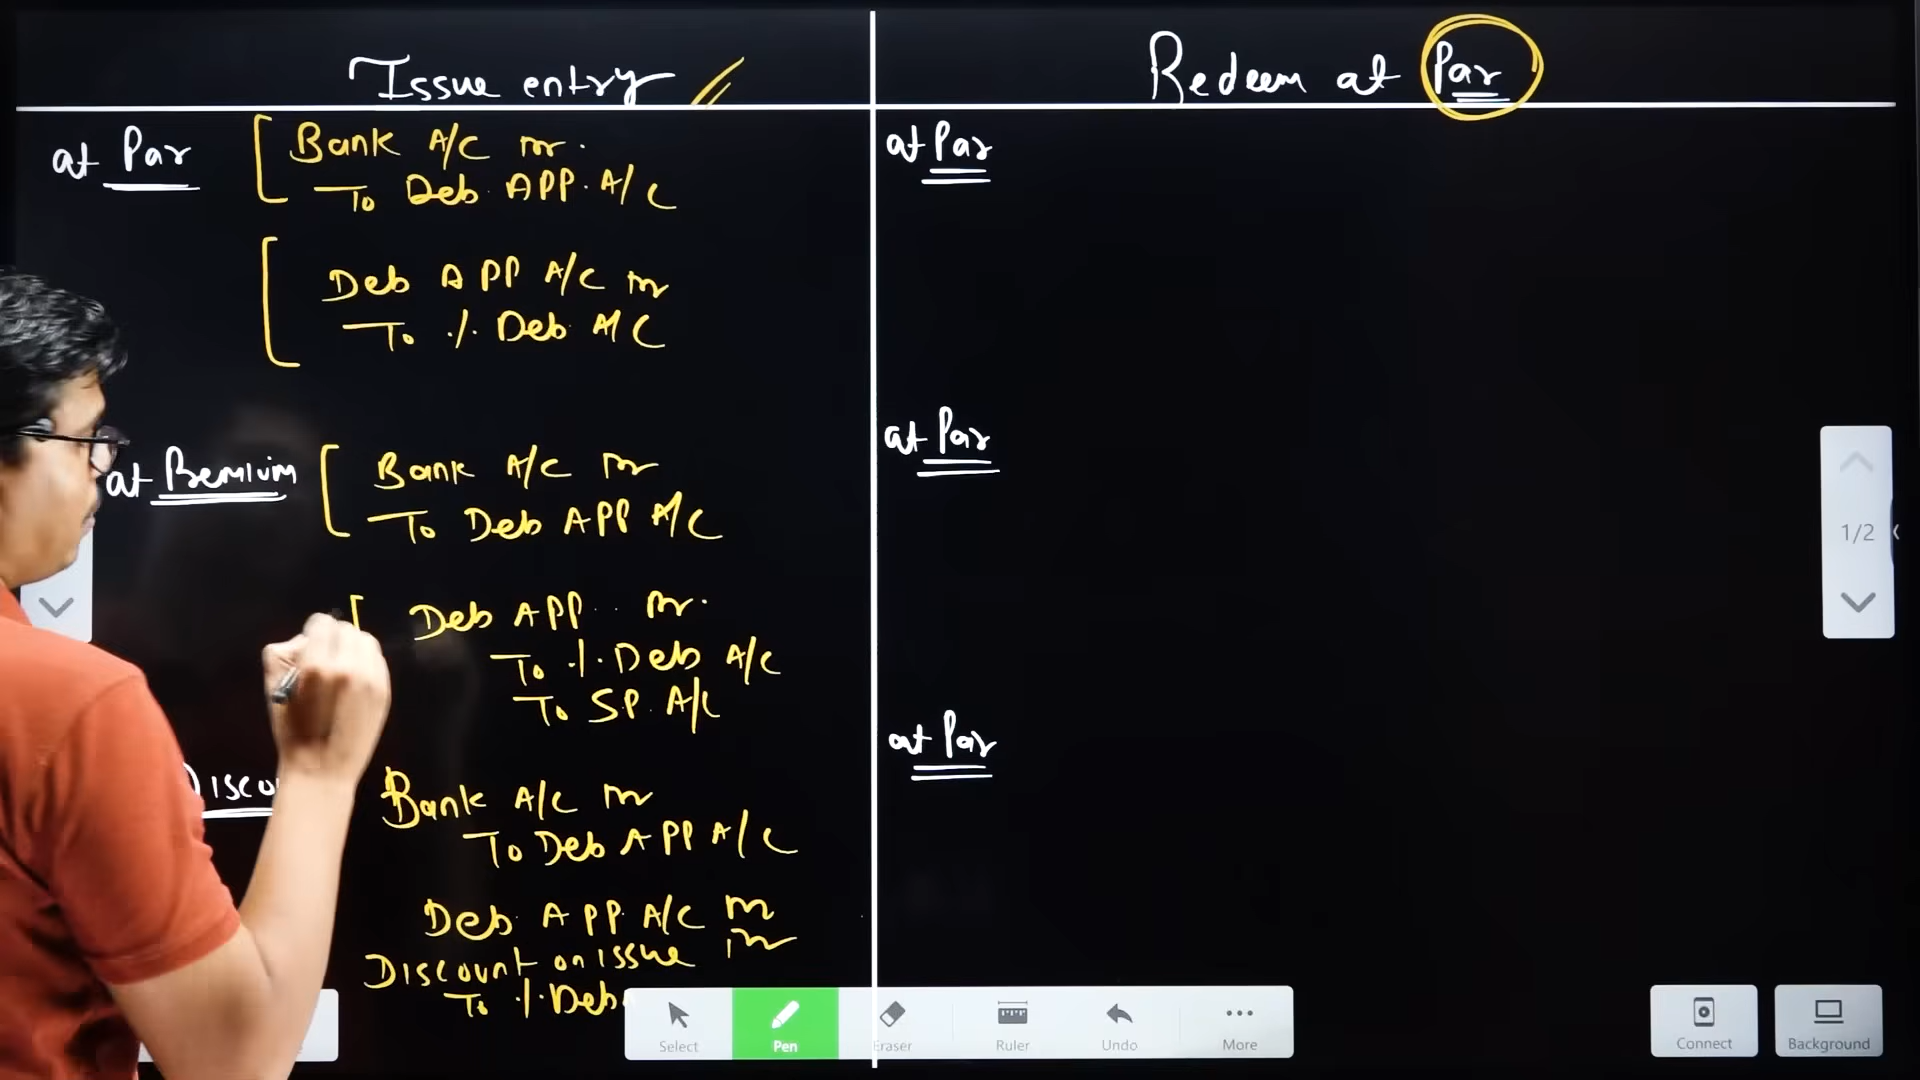 Issue entry
Redeem at Par
at Par
Bank A/C Dr.
To Deb. APP. A/C
Deb APP A/C Dr
To %. Deb. A/C
at Premium
Bank A/C Dr
To Deb APP A/C
Deb APP.. Dr.
To %. Deb A/C
To S.P. A/C
Disco
Bank A/C Dr
To Deb APP A/C
Deb. APP. A/C Dr
Discount on issue Dr
To %. Deb
at Par
at Par
at Par
1/2
Select
Pen
Eraser
Ruler
Undo
More
Connect
Background